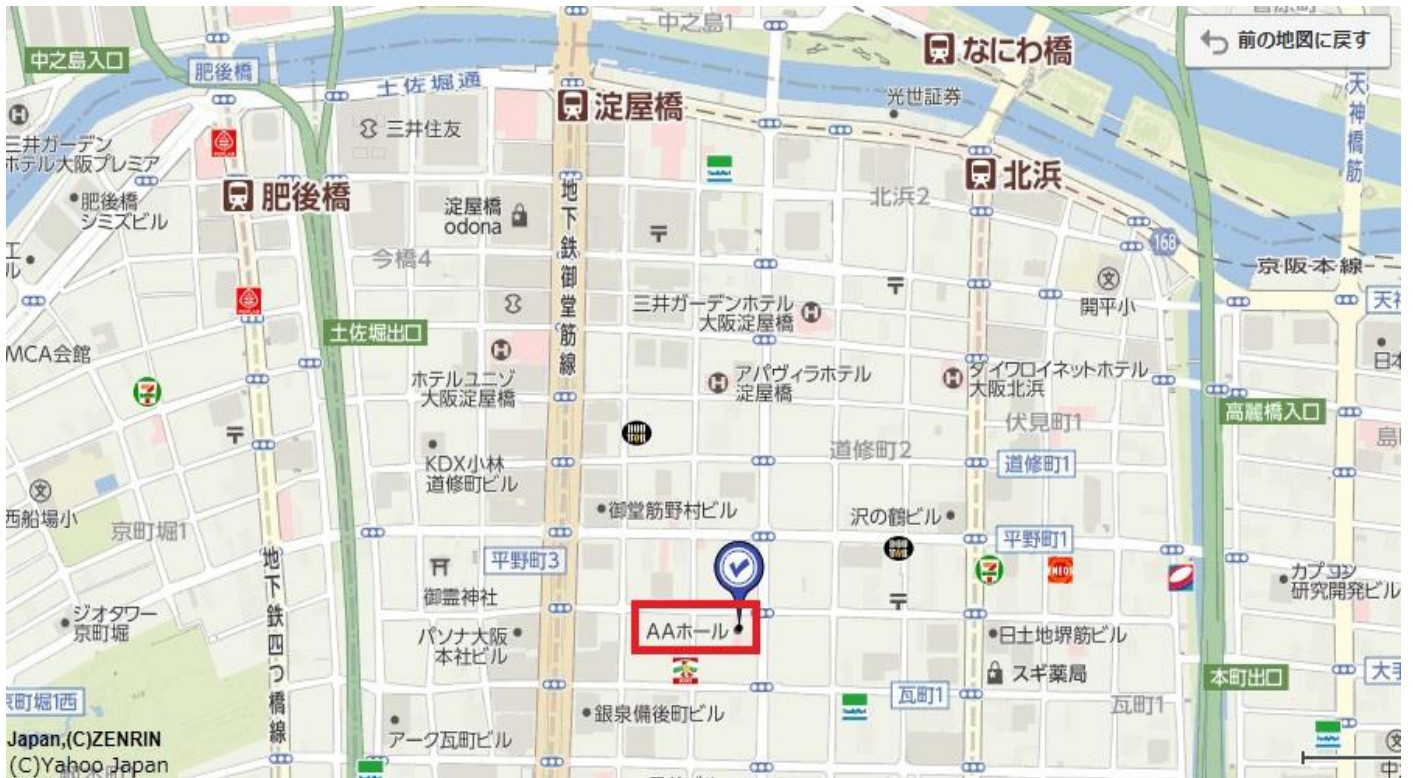 中之島1
中之島入口
肥後橋
土佐堀通
なにわ橋
前の地図に戻す
天神橋筋
三井ガーデン
ホテル大阪プレミア
三井住友
淀屋橋
光世証券
北浜
肥後橋
シミズビル
肥後橋
淀屋橋
odona
地下鉄御堂筋線
北浜2
168
京阪本線
今橋4
三井ガーデンホテル
大阪淀屋橋
開平小
土佐堀出口
MCA会館
ホテルユニゾ
大阪淀屋橋
アパヴィラホテル
淀屋橋
ダイワロイネットホテル
大阪北浜
高麗橋入口
伏見町1
道修町2
KDX小林
道修町ビル
道修町1
西船場小
京町堀1
御堂筋野村ビル
沢の鶴ビル
平野町3
平野町1
御霊神社
カプコン
研究開発ビル
ジオタワー
京町堀
地下鉄四つ橋線
パソナ大阪
本社ビル
AAホール
日土地堺筋ビル
スギ薬局
本町出口
京町堀1西
瓦町1
瓦町1
銀泉備後町ビル
アーク瓦町ビル
Japan,(C)ZENRIN
(C)Yahoo Japan